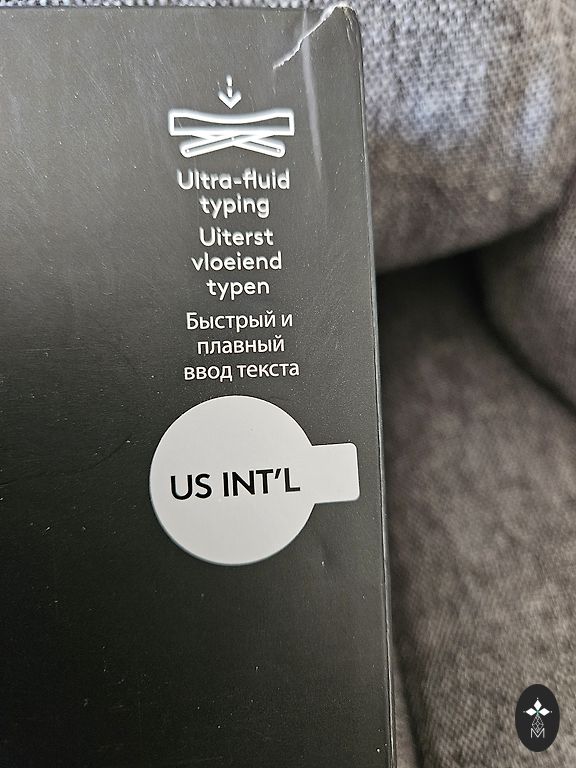 Ultra-fluid
typing
Uiterst
vloeiend
typen
Быстрый и
плавный
ввод текста
US INT'L
M